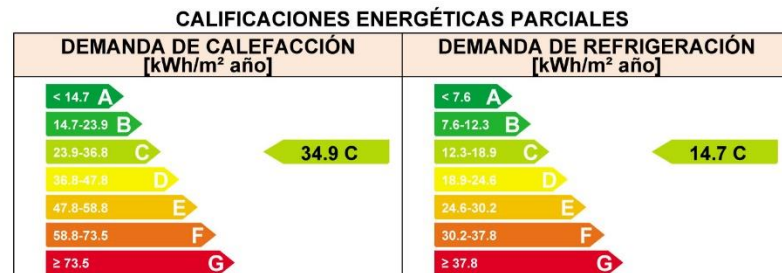 CALIFICACIONES ENERGÉTICAS PARCIALES
DEMANDA DE CALEFACCIÓN
[kWh/m² año]
< 14.7 A
14.7-23.9 B
23.9-36.8 C
34.9 C
36.8-47.8 D
47.8-58.8 E
58.8-73.5 F
≥ 73.5 G
DEMANDA DE REFRIGERACIÓN
[kWh/m² año]
< 7.6 A
7.6-12.3 B
12.3-18.9 C
14.7 C
18.9-24.6 D
24.6-30.2 E
30.2-37.8 F
≥ 37.8 G